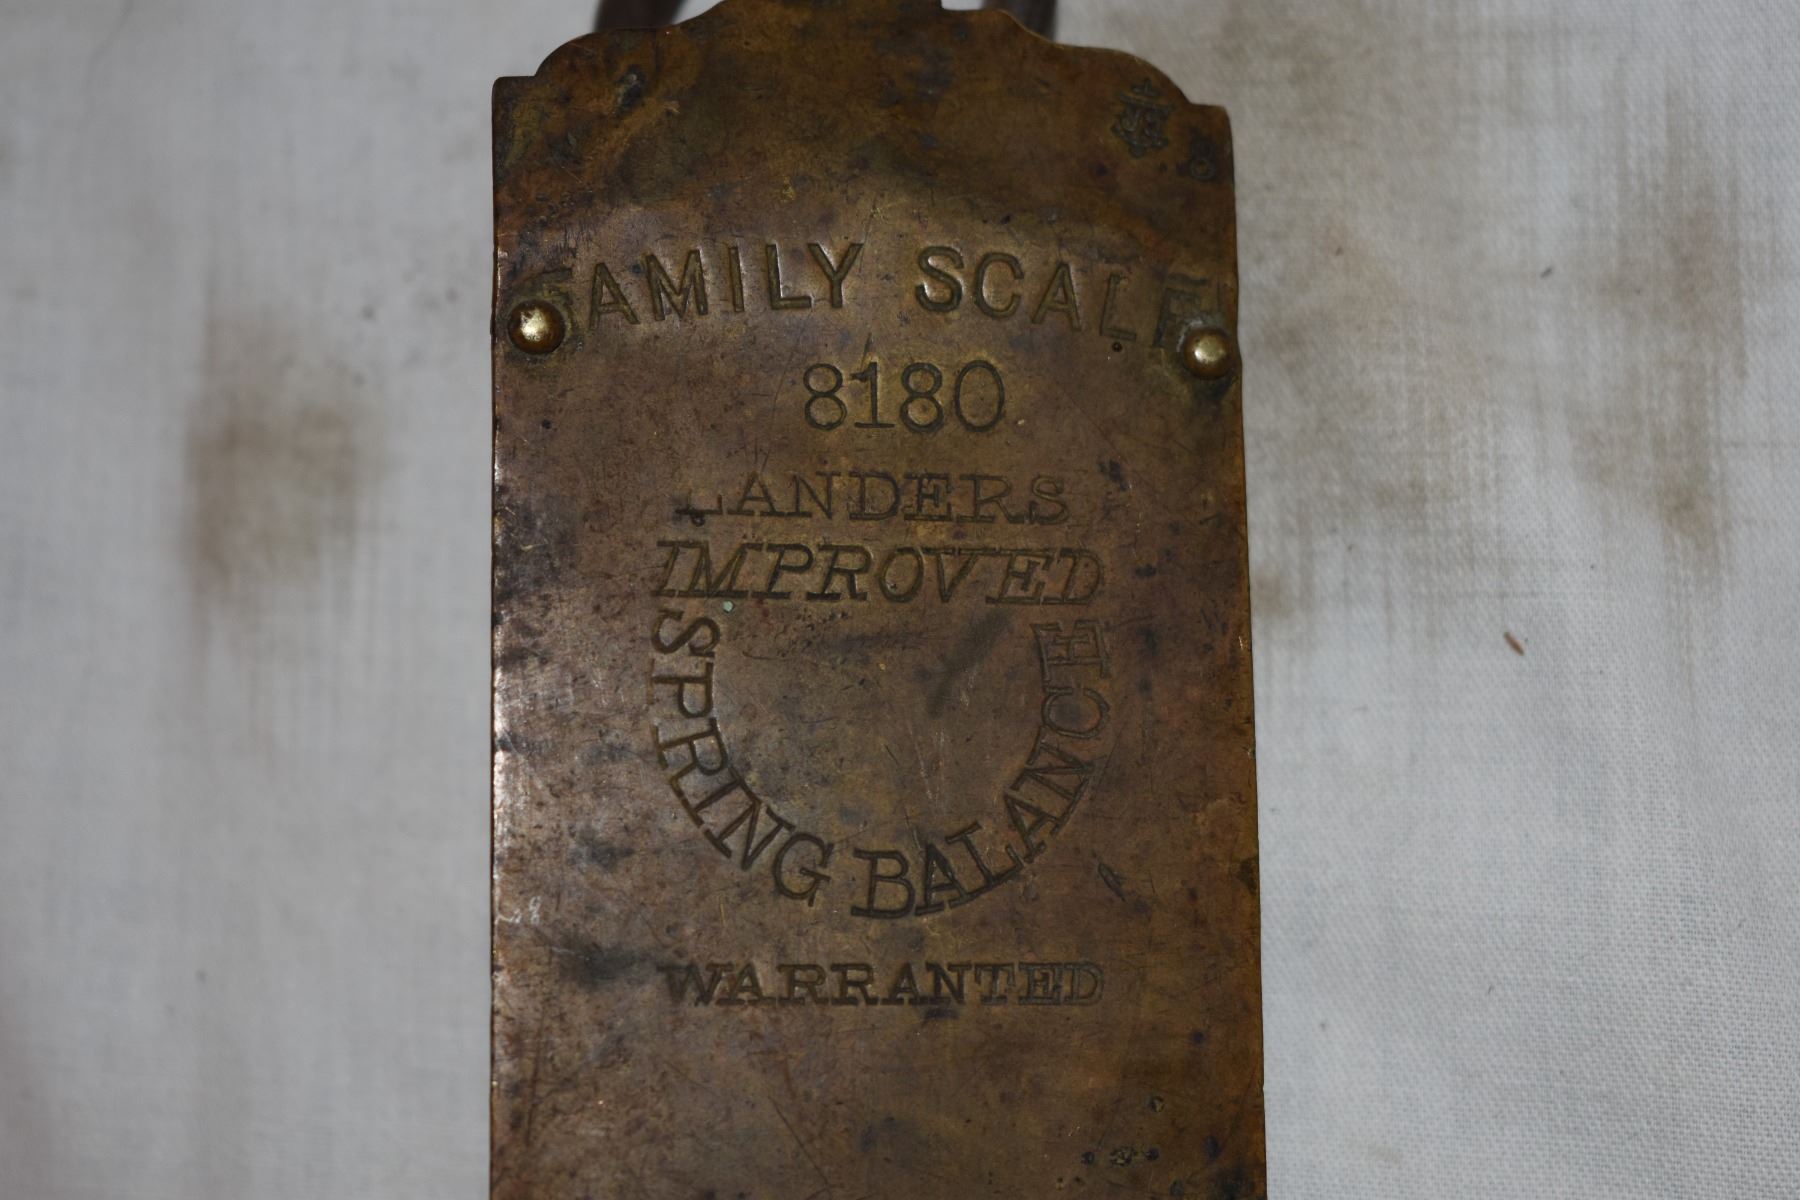 FAMILY SCALE
8180
LANDERS
IMPROVED
SPRING BALANCE
WARRANTED